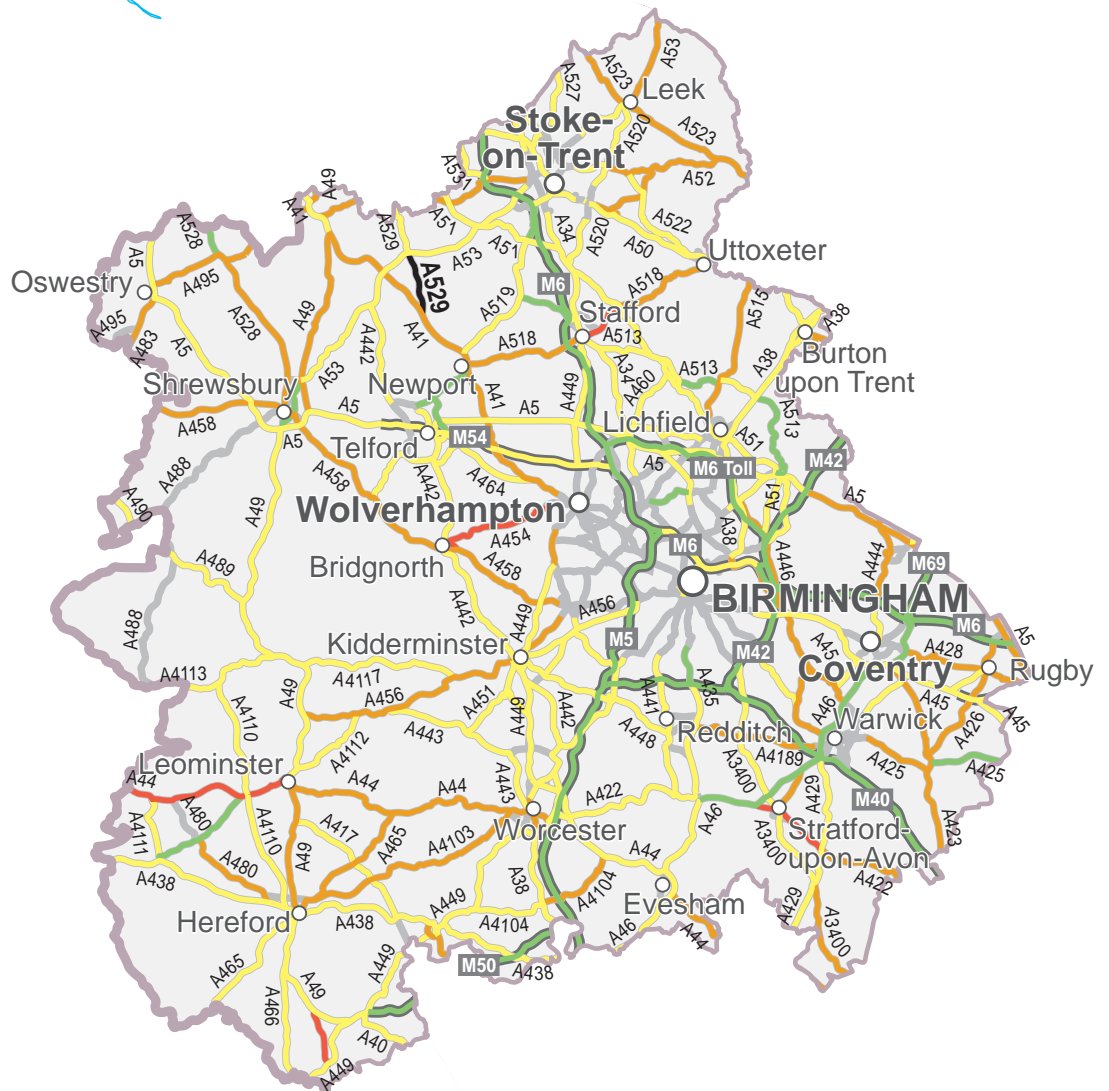 A53
A523
A527
Leek
Stoke-
on-Trent
A520
A523
A531
A52
A49
A41
A529
A51
A522
A528
A5
A53
A51
A34
A520
A50
Uttoxeter
Oswestry
A495
A529
M6
A518
A519
A49
A515
A38
A495
A483
A528
A5
A442
A41
Stafford
A518
A513
A38
Burton
upon Trent
A53
A34
A460
A513
Shrewsbury
Newport
A449
A41
A458
A5
A5
Lichfield
A513
A5
Telford
M54
A51
M42
A488
A458
A442
A464
A5
M6 Toll
A51
A5
A490
A49
Wolverhampton
A454
A38
M6
A446
A444
M69
A489
Bridgnorth
A458
BIRMINGHAM
A488
A442
A449
A456
M5
M6
A5
Kidderminster
M42
A45
Coventry
A428
Rugby
A4113
A4117
A49
A456
A451
A449
A442
A441
A435
A46
A45
A45
A4110
A443
A448
Redditch
Warwick
A426
A4112
A4189
A425
A425
Leominster
A3400
A44
A44
A44
A443
A422
A429
M40
A480
A46
A4111
A4110
A417
A465
A4103
Worcester
A3400
Stratford-
upon-Avon
A423
A49
A438
A480
A38
A44
A422
A4104
Evesham
Hereford
A438
A449
A4104
A46
A44
A429
A3400
A465
A449
M50
A438
A49
A466
A40
A449